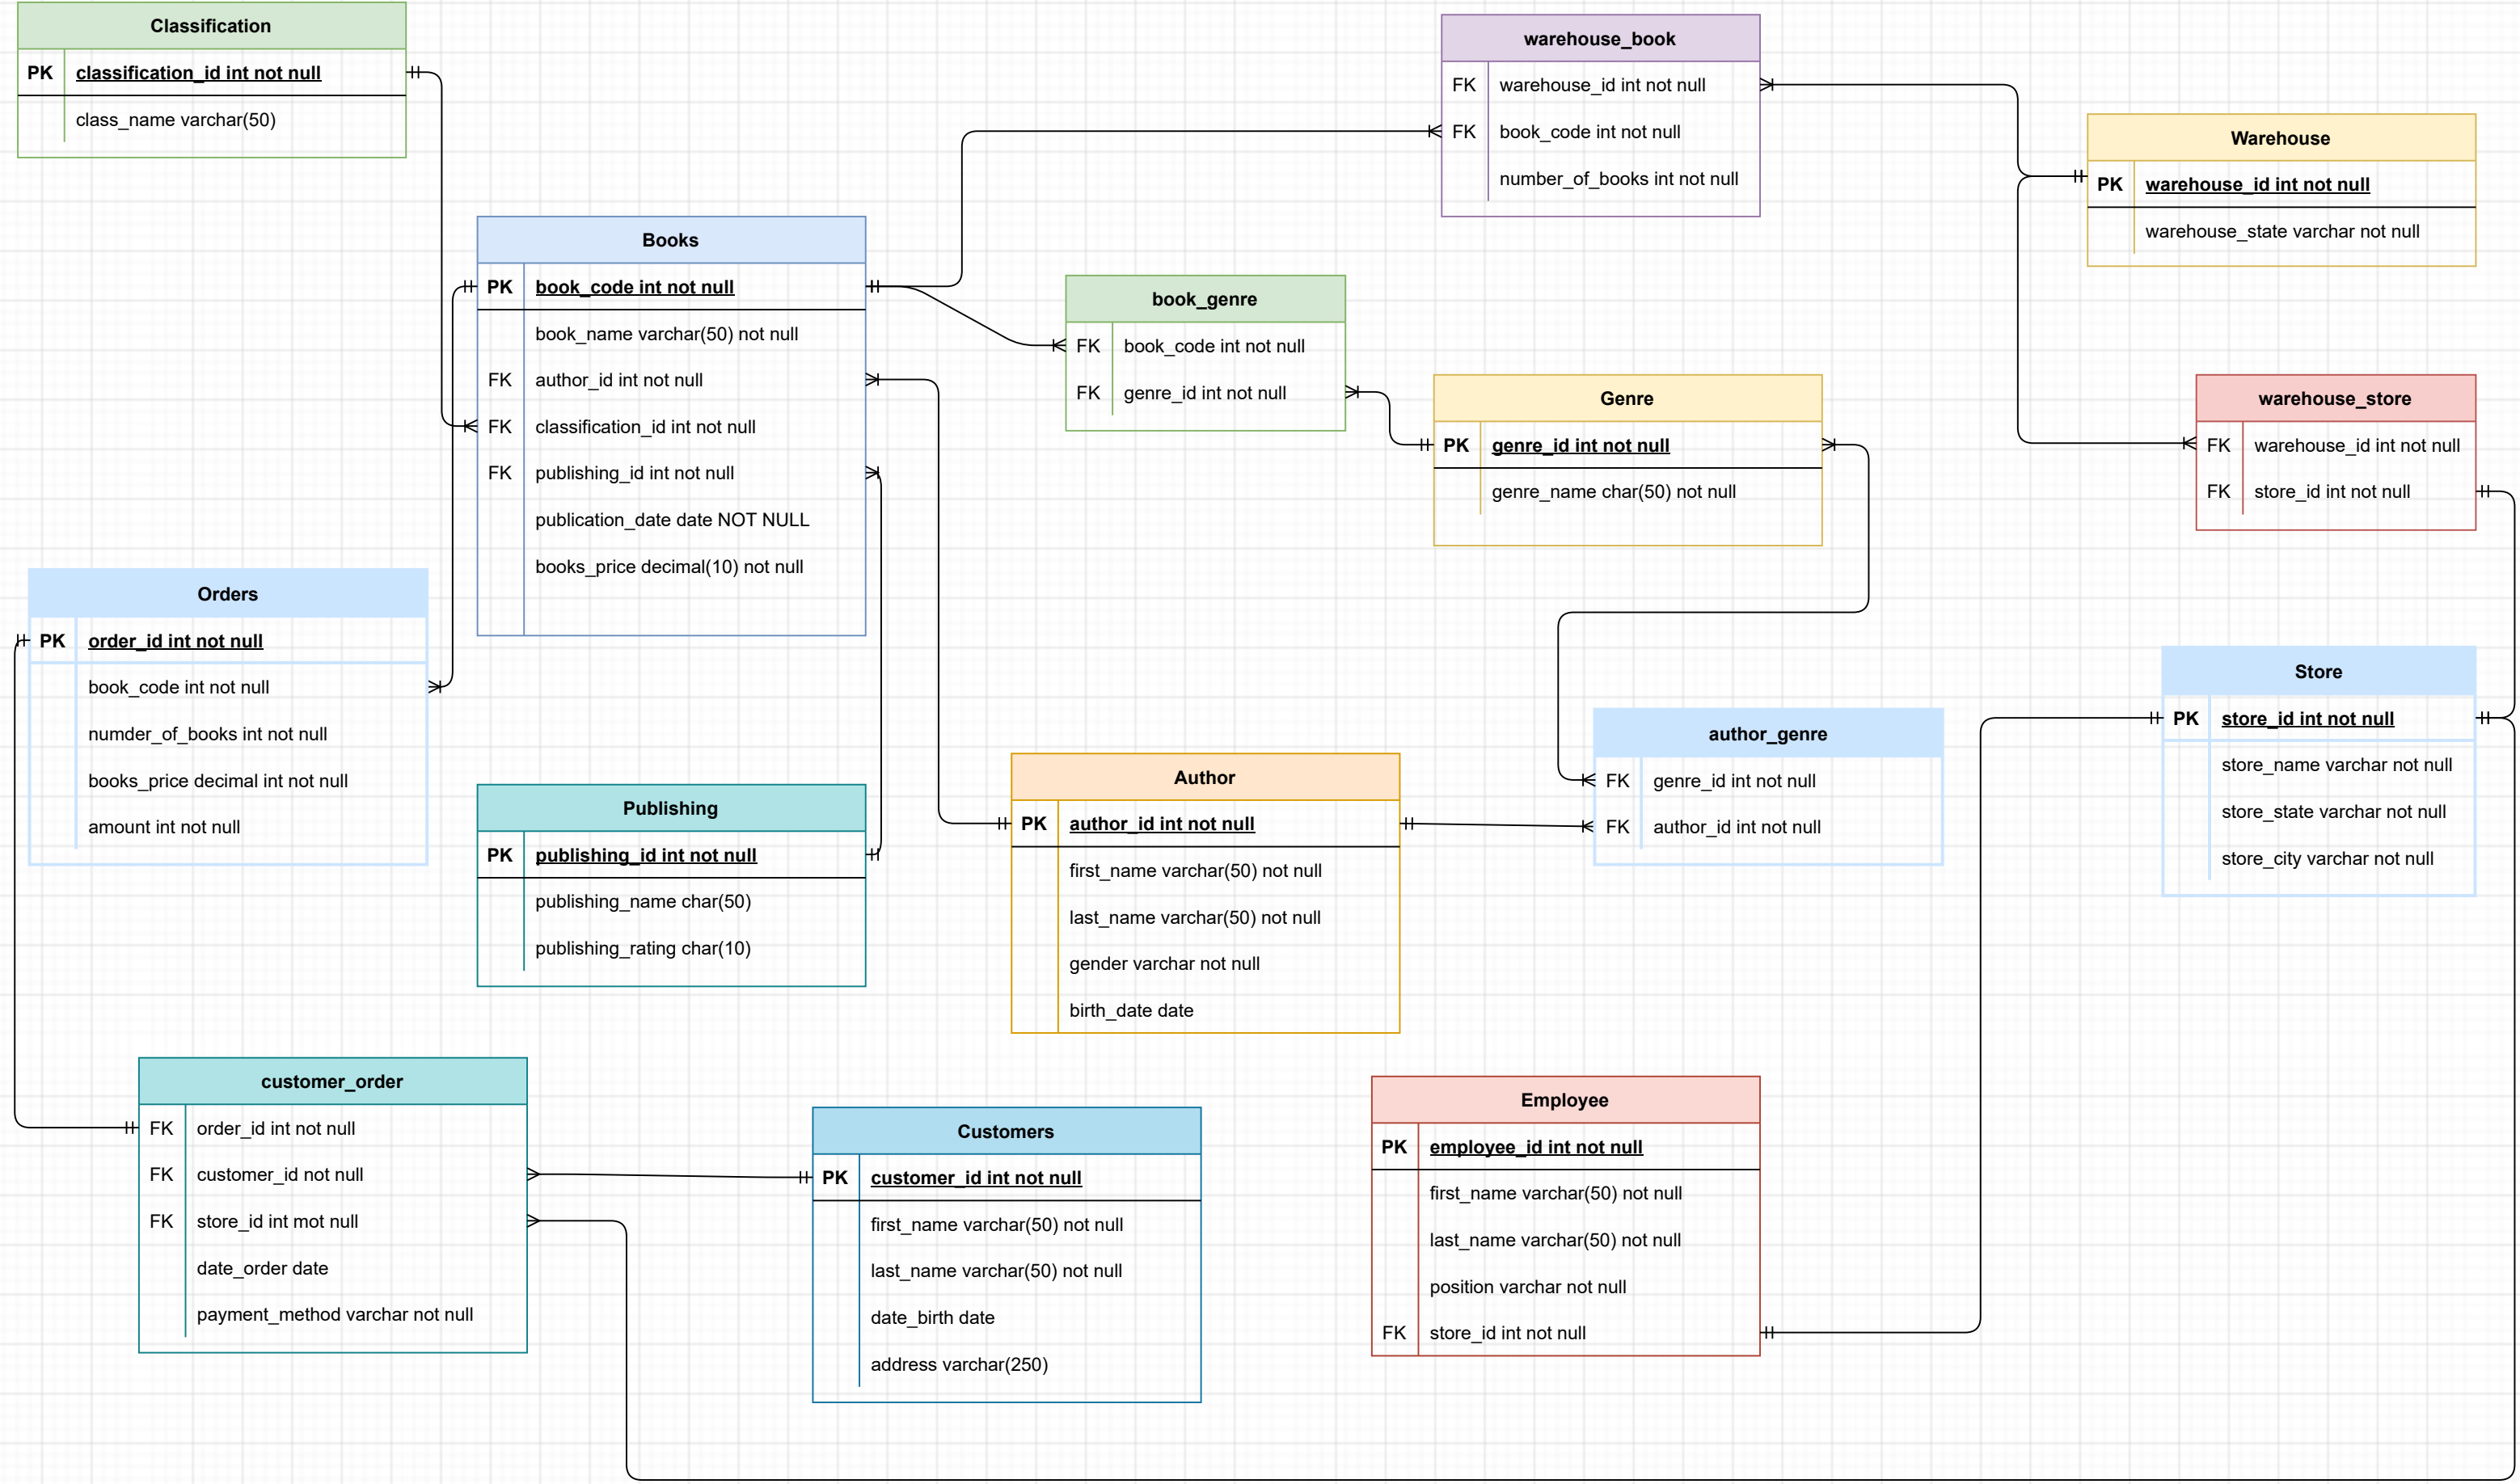 Classification
PK classification_id int not null
class_name varchar(50)
warehouse_book
FK warehouse_id int not null
FK book_code int not null
number_of_books int not null
Warehouse
PK warehouse_id int not null
warehouse_state varchar not null
Books
PK book_code int not null
book_name varchar(50) not null
FK author_id int not null
FK classification_id int not null
FK publishing_id int not null
publication_date date NOT NULL
books_price decimal(10) not null
book_genre
FK book_code int not null
FK genre_id int not null
Genre
PK genre_id int not null
genre_name char(50) not null
warehouse_store
FK warehouse_id int not null
FK store_id int not null
Orders
PK order_id int not null
book_code int not null
numder_of_books int not null
books_price decimal int not null
amount int not null
Publishing
PK publishing_id int not null
publishing_name char(50)
publishing_rating char(10)
Author
PK author_id int not null
first_name varchar(50) not null
last_name varchar(50) not null
gender varchar not null
birth_date date
author_genre
FK genre_id int not null
FK author_id int not null
Store
PK store_id int not null
store_name varchar not null
store_state varchar not null
store_city varchar not null
customer_order
FK order_id int not null
FK customer_id not null
FK store_id int mot null
date_order date
payment_method varchar not null
Customers
PK customer_id int not null
first_name varchar(50) not null
last_name varchar(50) not null
date_birth date
address varchar(250)
Employee
PK employee_id int not null
first_name varchar(50) not null
last_name varchar(50) not null
position varchar not null
FK store_id int not null